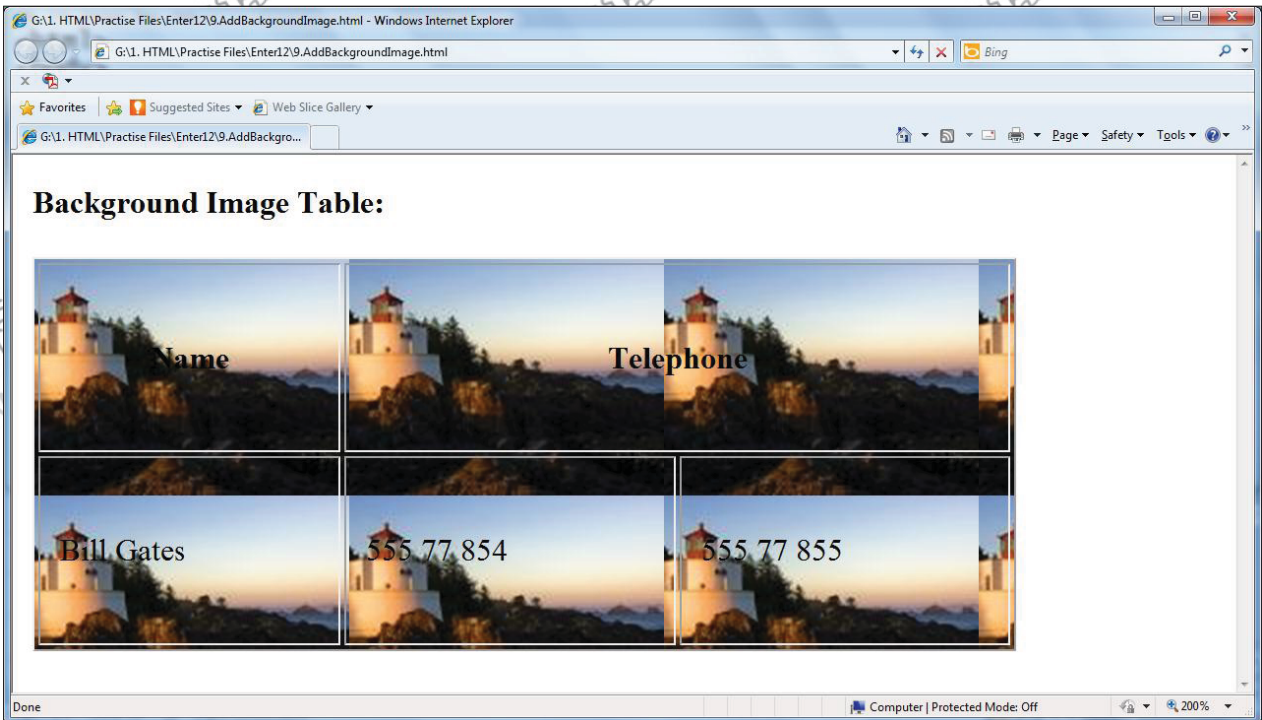 G:\1. HTML\Practise Files\Enter12\9.AddBackgroundImage.html - Windows Internet Explorer
G:\1. HTML\Practise Files\Enter12\9.AddBackgroundImage.html
Bing
x
Favorites Suggested Sites Web Slice Gallery
G:\1. HTML\Practise Files\Enter12\9.AddBackgro... Page Safety Tools »
Background Image Table:
Name Telephone
Bill Gates 555 77 854 555 77 855
Done Computer | Protected Mode: Off 200%